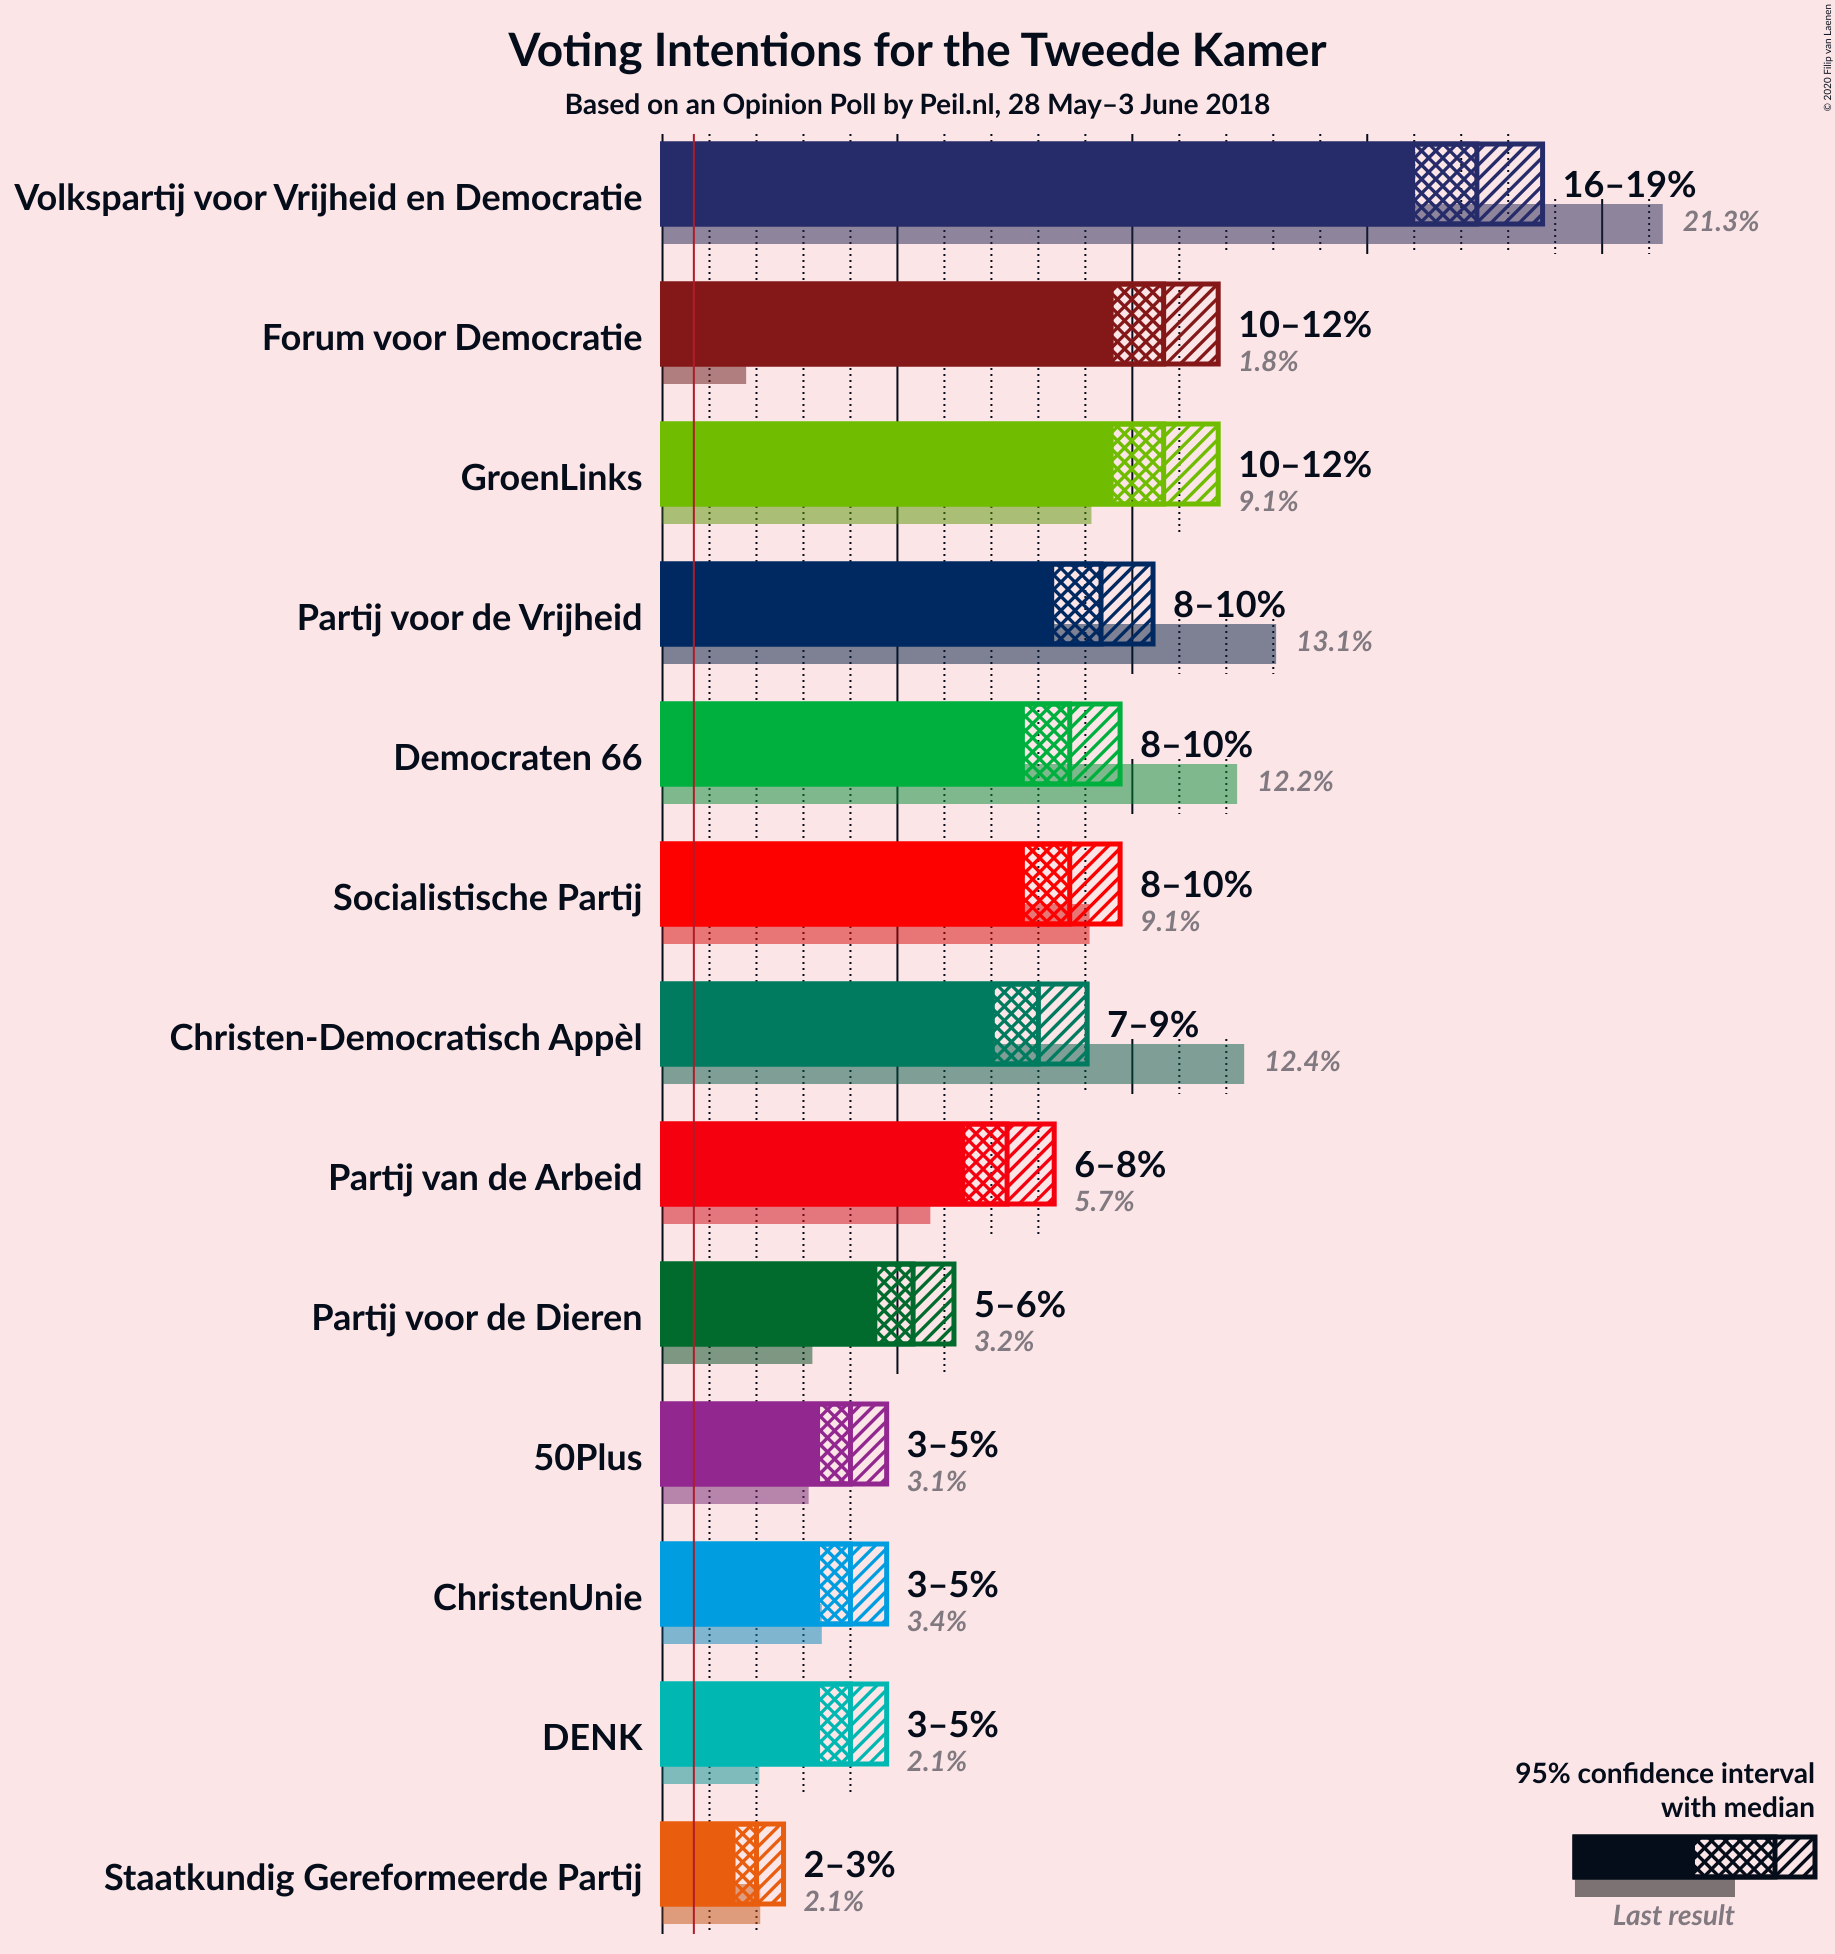 Voting Intentions for the Tweede Kamer
Based on an Opinion Poll by Peil.nl, 28 May–3 June 2018
© 2020 Filip van Laenen
Volkspartij voor Vrijheid en Democratie
16–19%
21.3%
Forum voor Democratie
10–12%
1.8%
GroenLinks
10–12%
9.1%
Partij voor de Vrijheid
8–10%
13.1%
Democraten 66
8–10%
12.2%
Socialistische Partij
8–10%
9.1%
Christen-Democratisch Appèl
7–9%
12.4%
Partij van de Arbeid
6–8%
5.7%
Partij voor de Dieren
5–6%
3.2%
50Plus
3–5%
3.1%
ChristenUnie
3–5%
3.4%
DENK
3–5%
2.1%
Staatkundig Gereformeerde Partij
2–3%
2.1%
95% confidence interval
with median
Last result